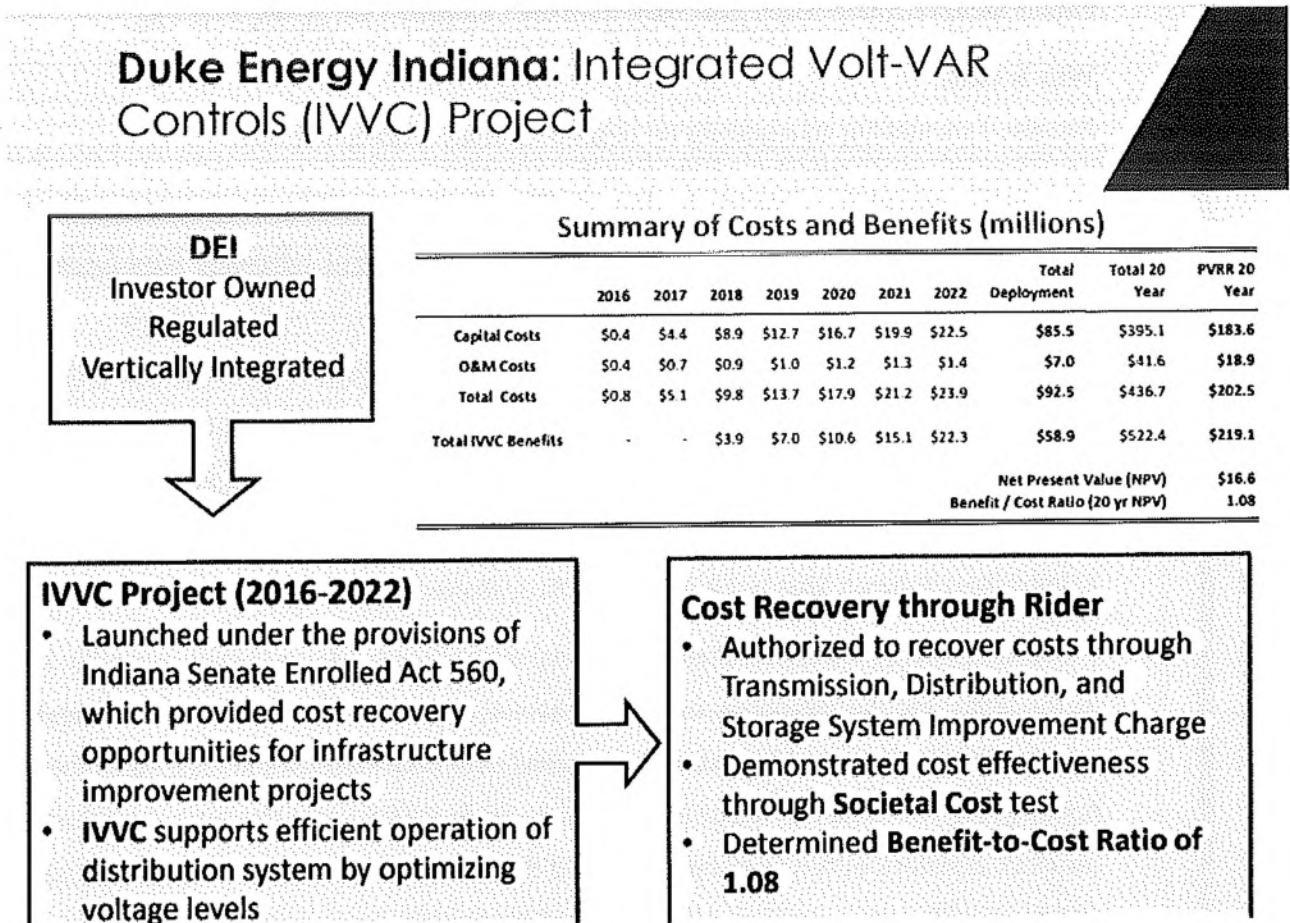 Duke Energy Indiana: Integrated Volt-VAR
Controls (IVVC) Project
DEI
Investor Owned
Regulated
Vertically Integrated
Summary of Costs and Benefits (millions)
2016 2017 2018 2019 2020 2021 2022 Total Deployment Total 20 Year PVRR 20 Year
Capital Costs $0.4 $4.4 $8.9 $12.7 $16.7 $19.9 $22.5 $85.5 $395.1 $183.6
O&M Costs $0.4 $0.7 $0.9 $1.0 $1.2 $1.3 $1.4 $7.0 $41.6 $18.9
Total Costs $0.8 $5.1 $9.8 $13.7 $17.9 $21.2 $23.9 $92.5 $436.7 $202.5
Total IVVC Benefits - - $3.9 $7.0 $10.6 $15.1 $22.3 $58.9 $522.4 $219.1
Net Present Value (NPV) $16.6
Benefit / Cost Ratio (20 yr NPV) 1.08
IVVC Project (2016-2022)
• Launched under the provisions of
Indiana Senate Enrolled Act 560,
which provided cost recovery
opportunities for infrastructure
improvement projects
• IVVC supports efficient operation of
distribution system by optimizing
voltage levels
Cost Recovery through Rider
• Authorized to recover costs through
Transmission, Distribution, and
Storage System Improvement Charge
• Demonstrated cost effectiveness
through Societal Cost test
• Determined Benefit-to-Cost Ratio of
1.08